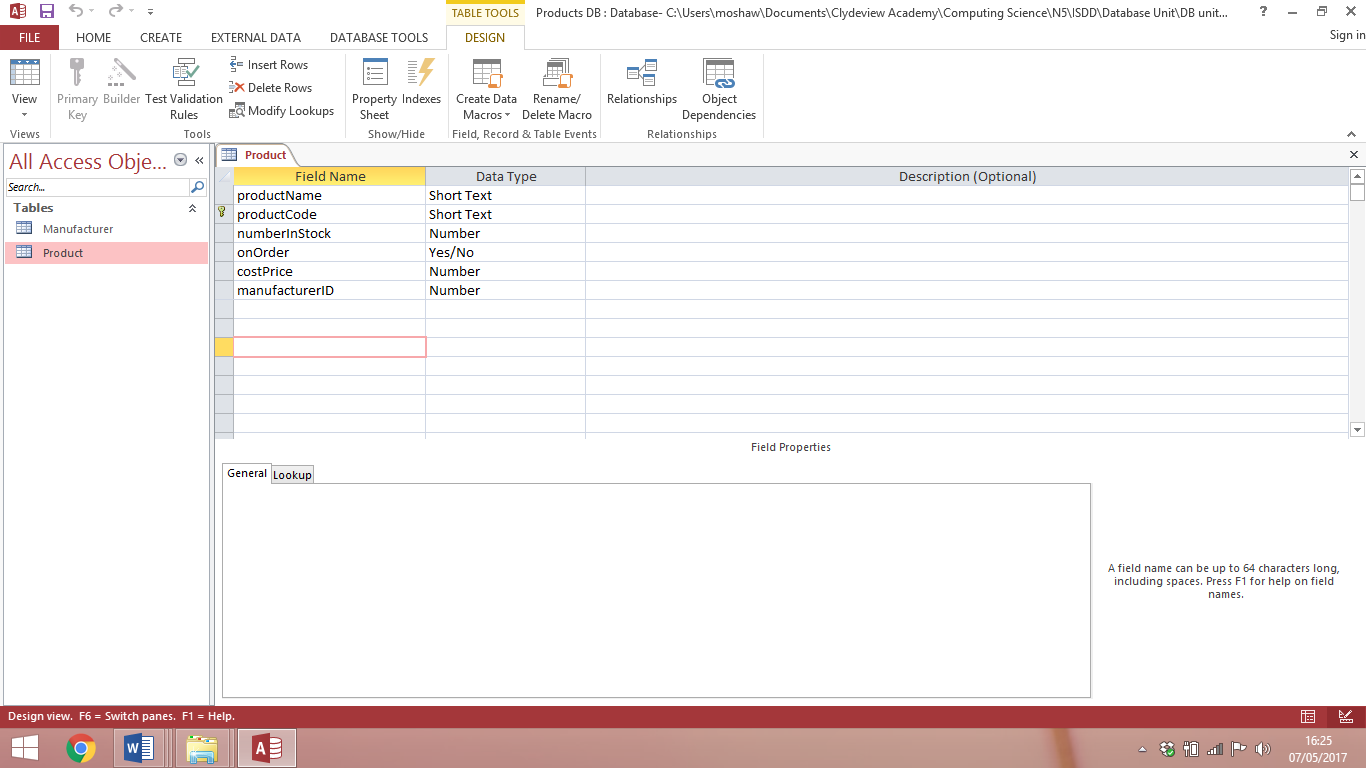 TABLE TOOLS
Products DB : Database- C:\Users\moshaw\Documents\Clydeview Academy\Computing Science\N5\ISDD\Database Unit\DB unit...
?
FILE HOME CREATE EXTERNAL DATA DATABASE TOOLS DESIGN Sign in
View
Primary Key
Builder
Test Validation Rules
Insert Rows
Delete Rows
Modify Lookups
Property Sheet
Indexes
Create Data Macros
Rename/ Delete Macro
Relationships
Object Dependencies
Views Tools Show/Hide Field, Record & Table Events Relationships
All Access Obje... «
Search...
Tables
Manufacturer
Product
Product
Field Name Data Type Description (Optional)
productName Short Text
productCode Short Text
numberInStock Number
onOrder Yes/No
costPrice Number
manufacturerID Number
Field Properties
General Lookup
A field name can be up to 64 characters long,
including spaces. Press F1 for help on field
names.
Design view. F6 = Switch panes. F1 = Help.
16:25
07/05/2017